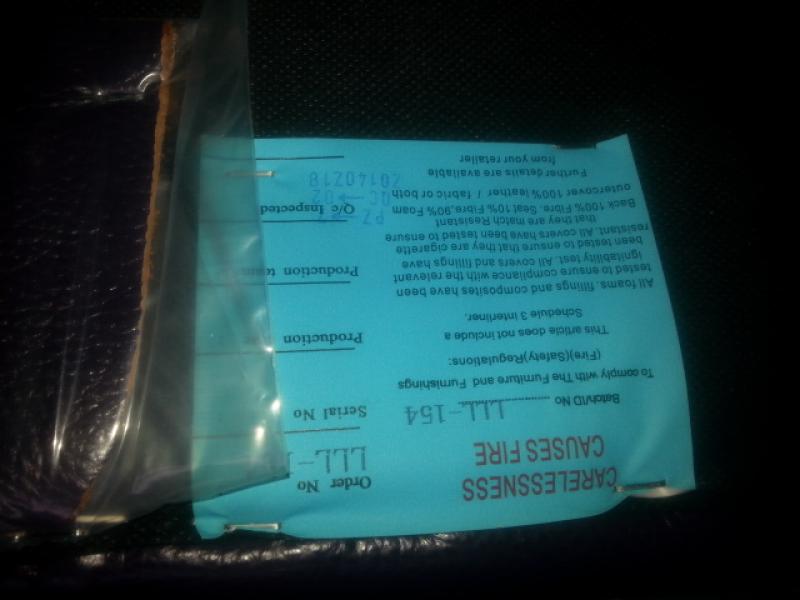 CARELESSNESS
CAUSES FIRE
Batch/ID No LLL-154
To comply with The Furniture and Furnishings
(Fire)(Safety)(Regulations:
This article does not include a
Schedule 3 interliner.
All foams. fillings and composites have been
tested to ensure compliance with the relevant
ignitability test. All covers and fillings have
been tested to ensure that they are cigarette
resistant. All covers have been tested to ensure
that they are match Resistant
Back 100% Fibre. Seat 10% Fibre,90% Foam
outercover 100% leather / fabric or both
Further details are available
from your retailer
Order No
LLL-
Serial No
Production
Production
Q/c Inspected
QC 02
20140218